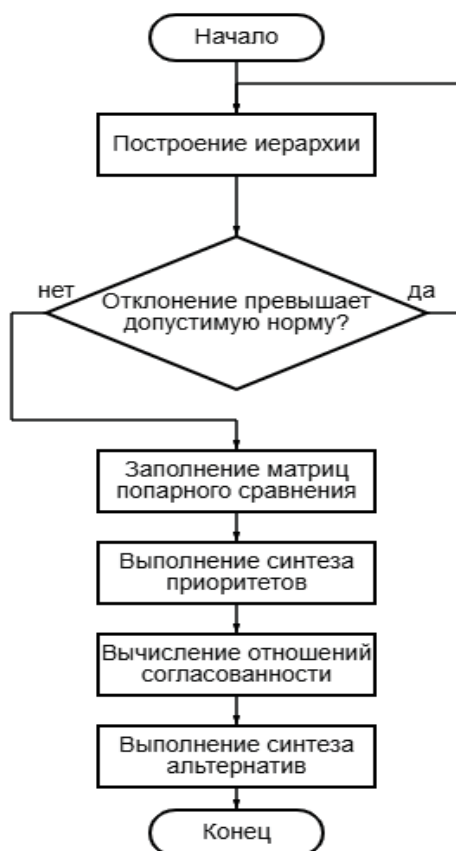 Начало
Построение иерархии
нет
да
Отклонение превышает
допустимую норму?
Заполнение матриц
попарного сравнения
Выполнение синтеза
приоритетов
Вычисление отношений
согласованности
Выполнение синтеза
альтернатив
Конец